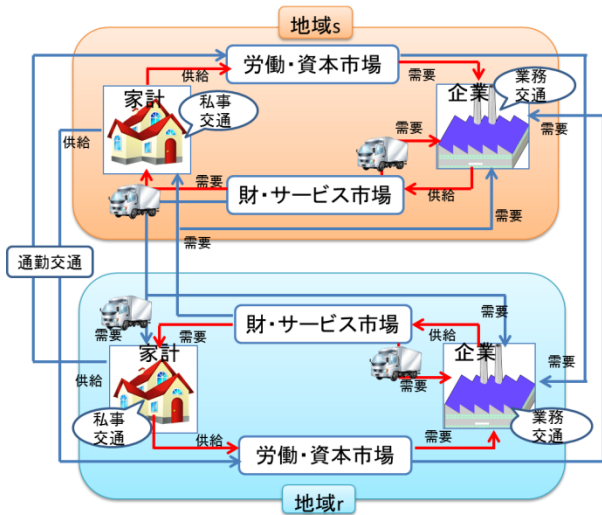 地域s
労働・資本市場
供給
需要
家計
企業
業務
交通
私事
交通
供給
需要
需要
需要
財・サービス市場
供給
需要
需要
通勤交通
財・サービス市場
需要
需要
供給
需要
家計
企業
供給
需要
私事
交通
業務
交通
供給
需要
労働・資本市場
地域r